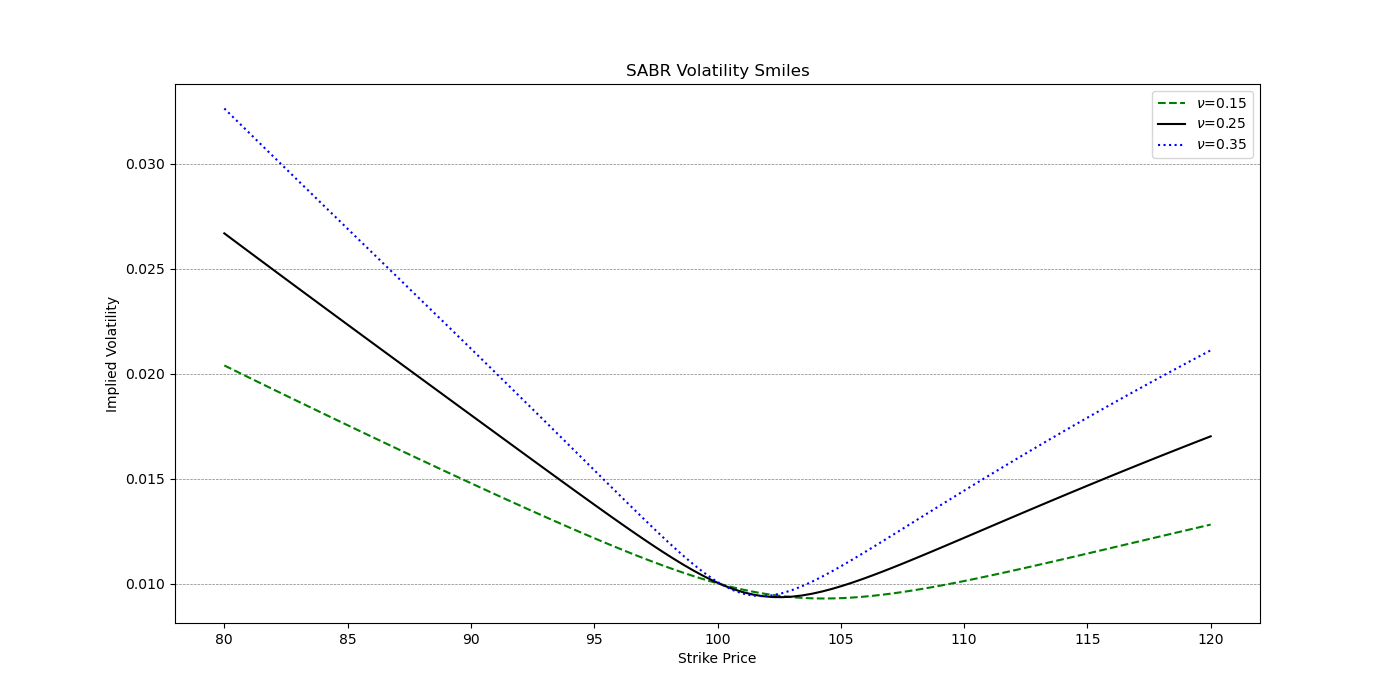 SABR Volatility Smiles
ν=0.15
ν=0.25
ν=0.35
Implied Volatility
0.030
0.025
0.020
0.015
0.010
80 85 90 95 100 105 110 115 120
Strike Price